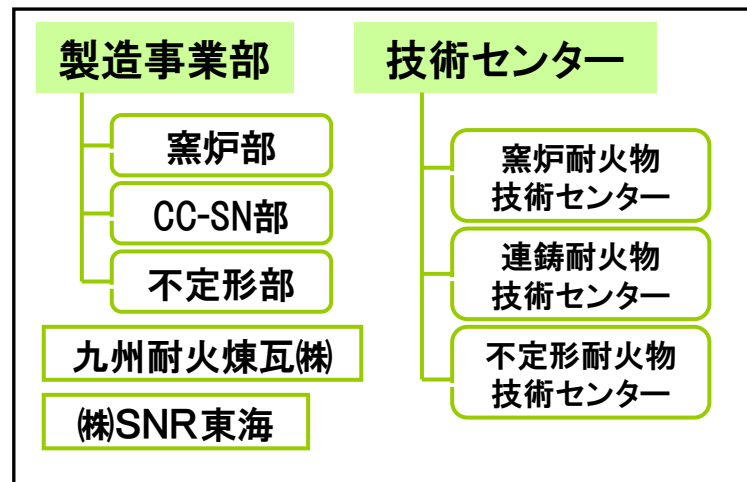 製造事業部
窯炉部
CC-SN部
不定形部
九州耐火煉瓦㈱
㈱SNR東海
技術センター
窯炉耐火物
技術センター
連鋳耐火物
技術センター
不定形耐火物
技術センター